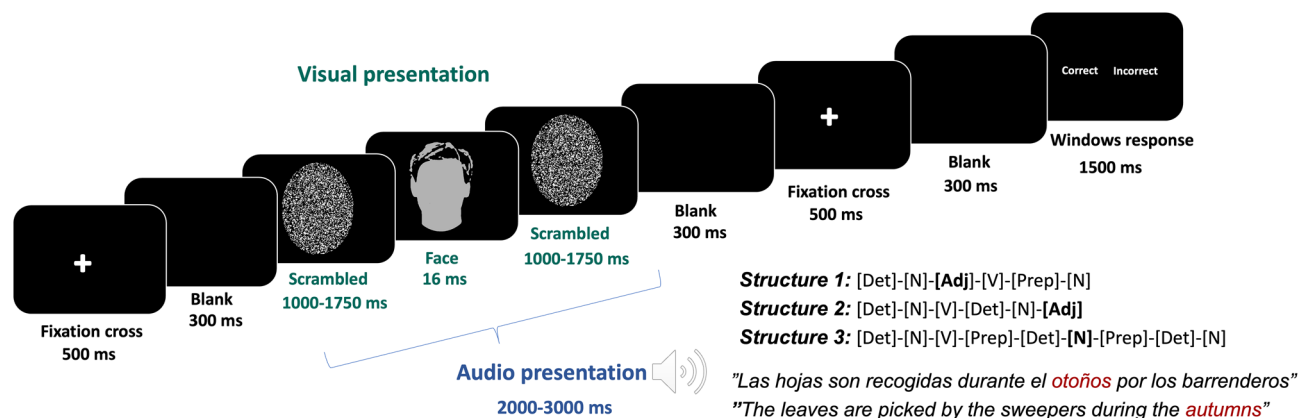 Visual presentation
Fixation cross
500 ms
Blank
300 ms
Scrambled
1000-1750 ms
Face
16 ms
Scrambled
1000-1750 ms
Blank
300 ms
Fixation cross
500 ms
Blank
300 ms
Correct Incorrect
Windows response
1500 ms
Audio presentation
2000-3000 ms
Structure 1: [Det]-[N]-[Adj]-[V]-[Prep]-[N]
Structure 2: [Det]-[N]-[V]-[Det]-[N]-[Adj]
Structure 3: [Det]-[N]-[V]-[Prep]-[Det]-[N]-[Prep]-[Det]-[N]
”Las hojas son recogidas durante el otoños por los barrenderos”
”The leaves are picked by the sweepers during the autumns”